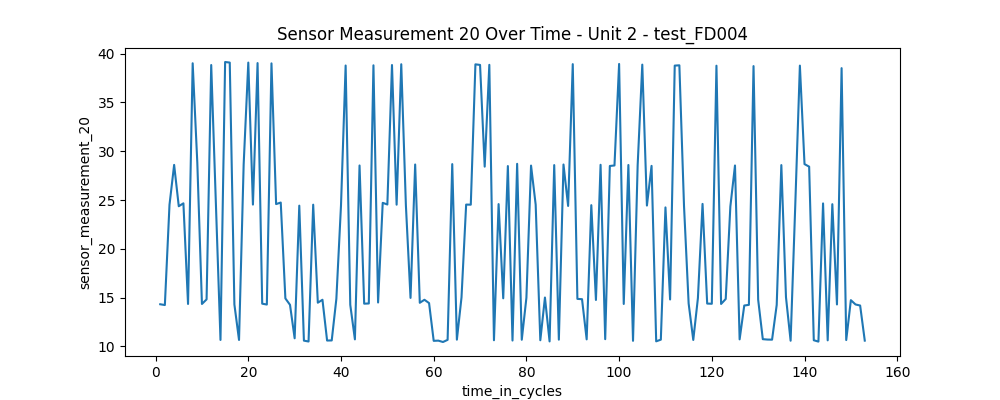 Sensor Measurement 20 Over Time - Unit 2 - test_FD004
sensor_measurement_20
40
35
30
25
20
15
10
0 20 40 60 80 100 120 140 160
time_in_cycles